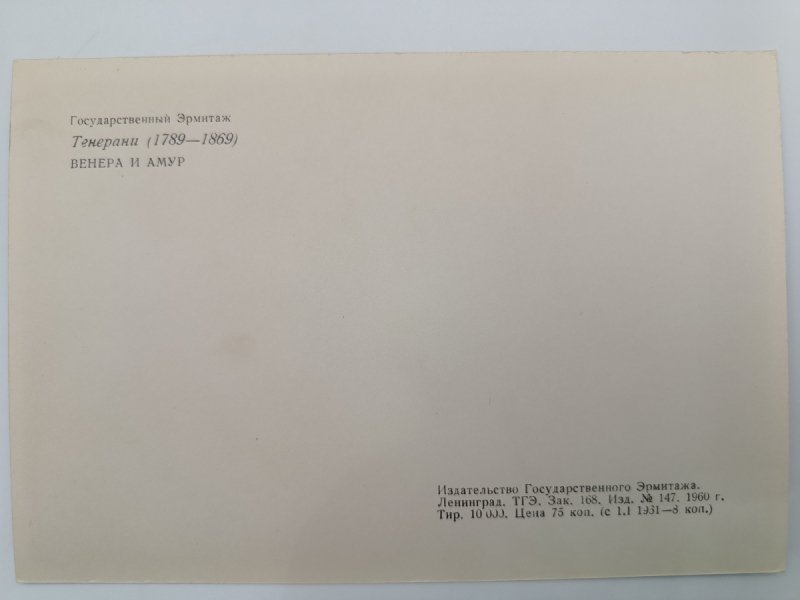 Государственный Эрмитаж
Тенерани (1789—1869)
ВЕНЕРА И АМУР
Издательство Государственного Эрмитажа.
Ленинград. ТГЭ. Зак. 168. Изд. № 147. 1960 г.
Тир. 10 000. Цена 75 коп. (с 1.I 1961—8 коп.)